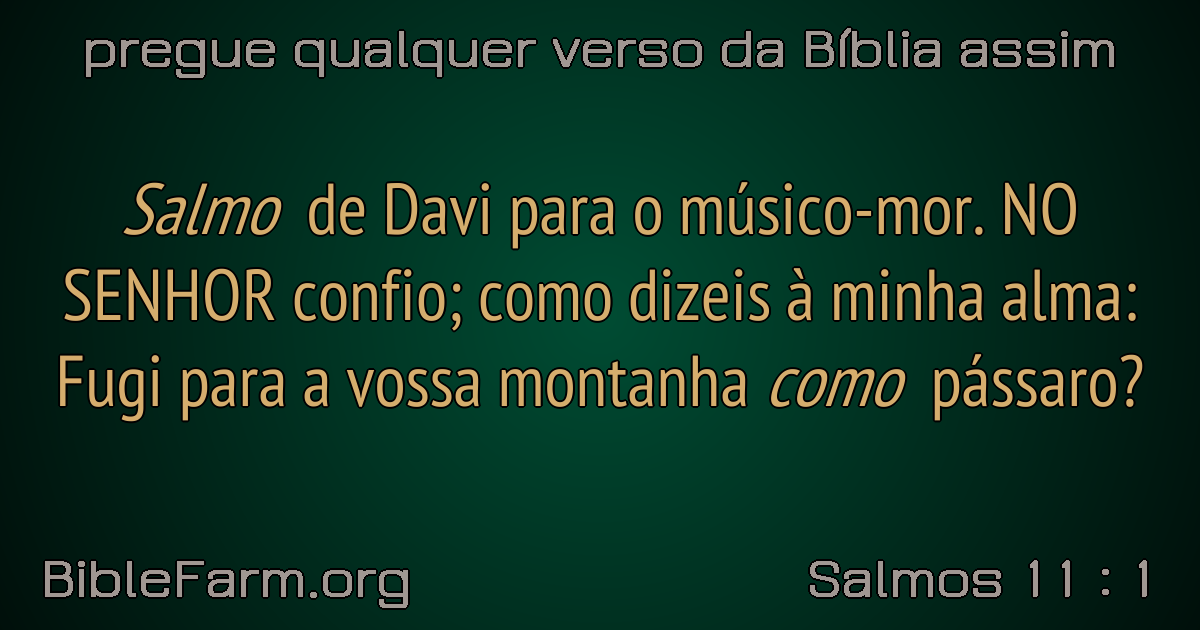 pregue qualquer verso da Bíblia assim
Salmo de Davi para o músico-mor. NO
SENHOR confio; como dizeis à minha alma:
Fugi para a vossa montanha como pássaro?
BibleFarm.org
Salmos 11 : 1